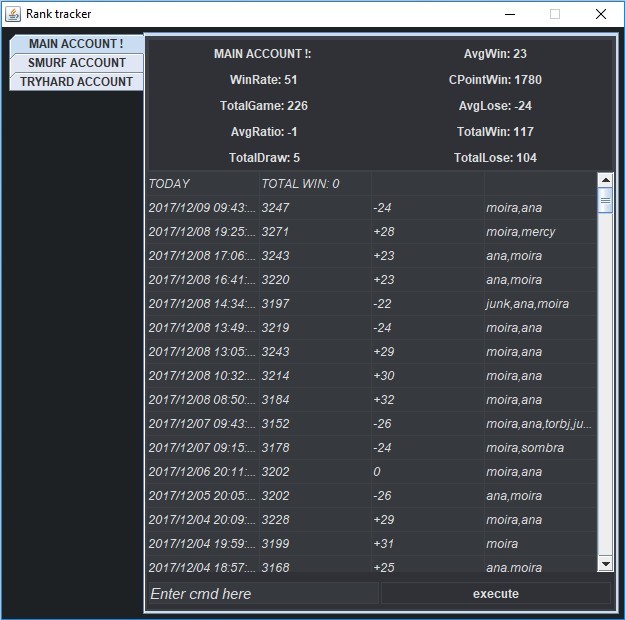 Rank tracker
MAIN ACCOUNT !
SMURF ACCOUNT
TRYHARD ACCOUNT
MAIN ACCOUNT !: AvgWin: 23
WinRate: 51 CPointWin: 1780
TotalGame: 226 AvgLose: -24
AvgRatio: -1 TotalWin: 117
TotalDraw: 5 TotalLose: 104
TODAY TOTAL WIN: 0
2017/12/09 09:43:... 3247 -24 moira,ana
2017/12/08 19:25:... 3271 +28 moira,mercy
2017/12/08 17:06:... 3243 +23 ana,moira
2017/12/08 16:41:... 3220 +23 ana,moira
2017/12/08 14:34:... 3197 -22 junk,ana,moira
2017/12/08 13:49:... 3219 -24 moira,ana
2017/12/08 13:05:... 3243 +29 moira,ana
2017/12/08 10:32:... 3214 +30 moira,ana
2017/12/08 08:50:... 3184 +32 moira,ana
2017/12/07 09:43:... 3152 -26 moira,ana,torbj,ju...
2017/12/07 09:15:... 3178 -24 moira,sombra
2017/12/06 20:11:... 3202 0 moira,ana
2017/12/05 20:05:... 3202 -26 ana,moira
2017/12/04 20:09:... 3228 +29 moira,ana
2017/12/04 19:59:... 3199 +31 moira
2017/12/04 18:57:... 3168 +25 ana,moira
Enter cmd here execute